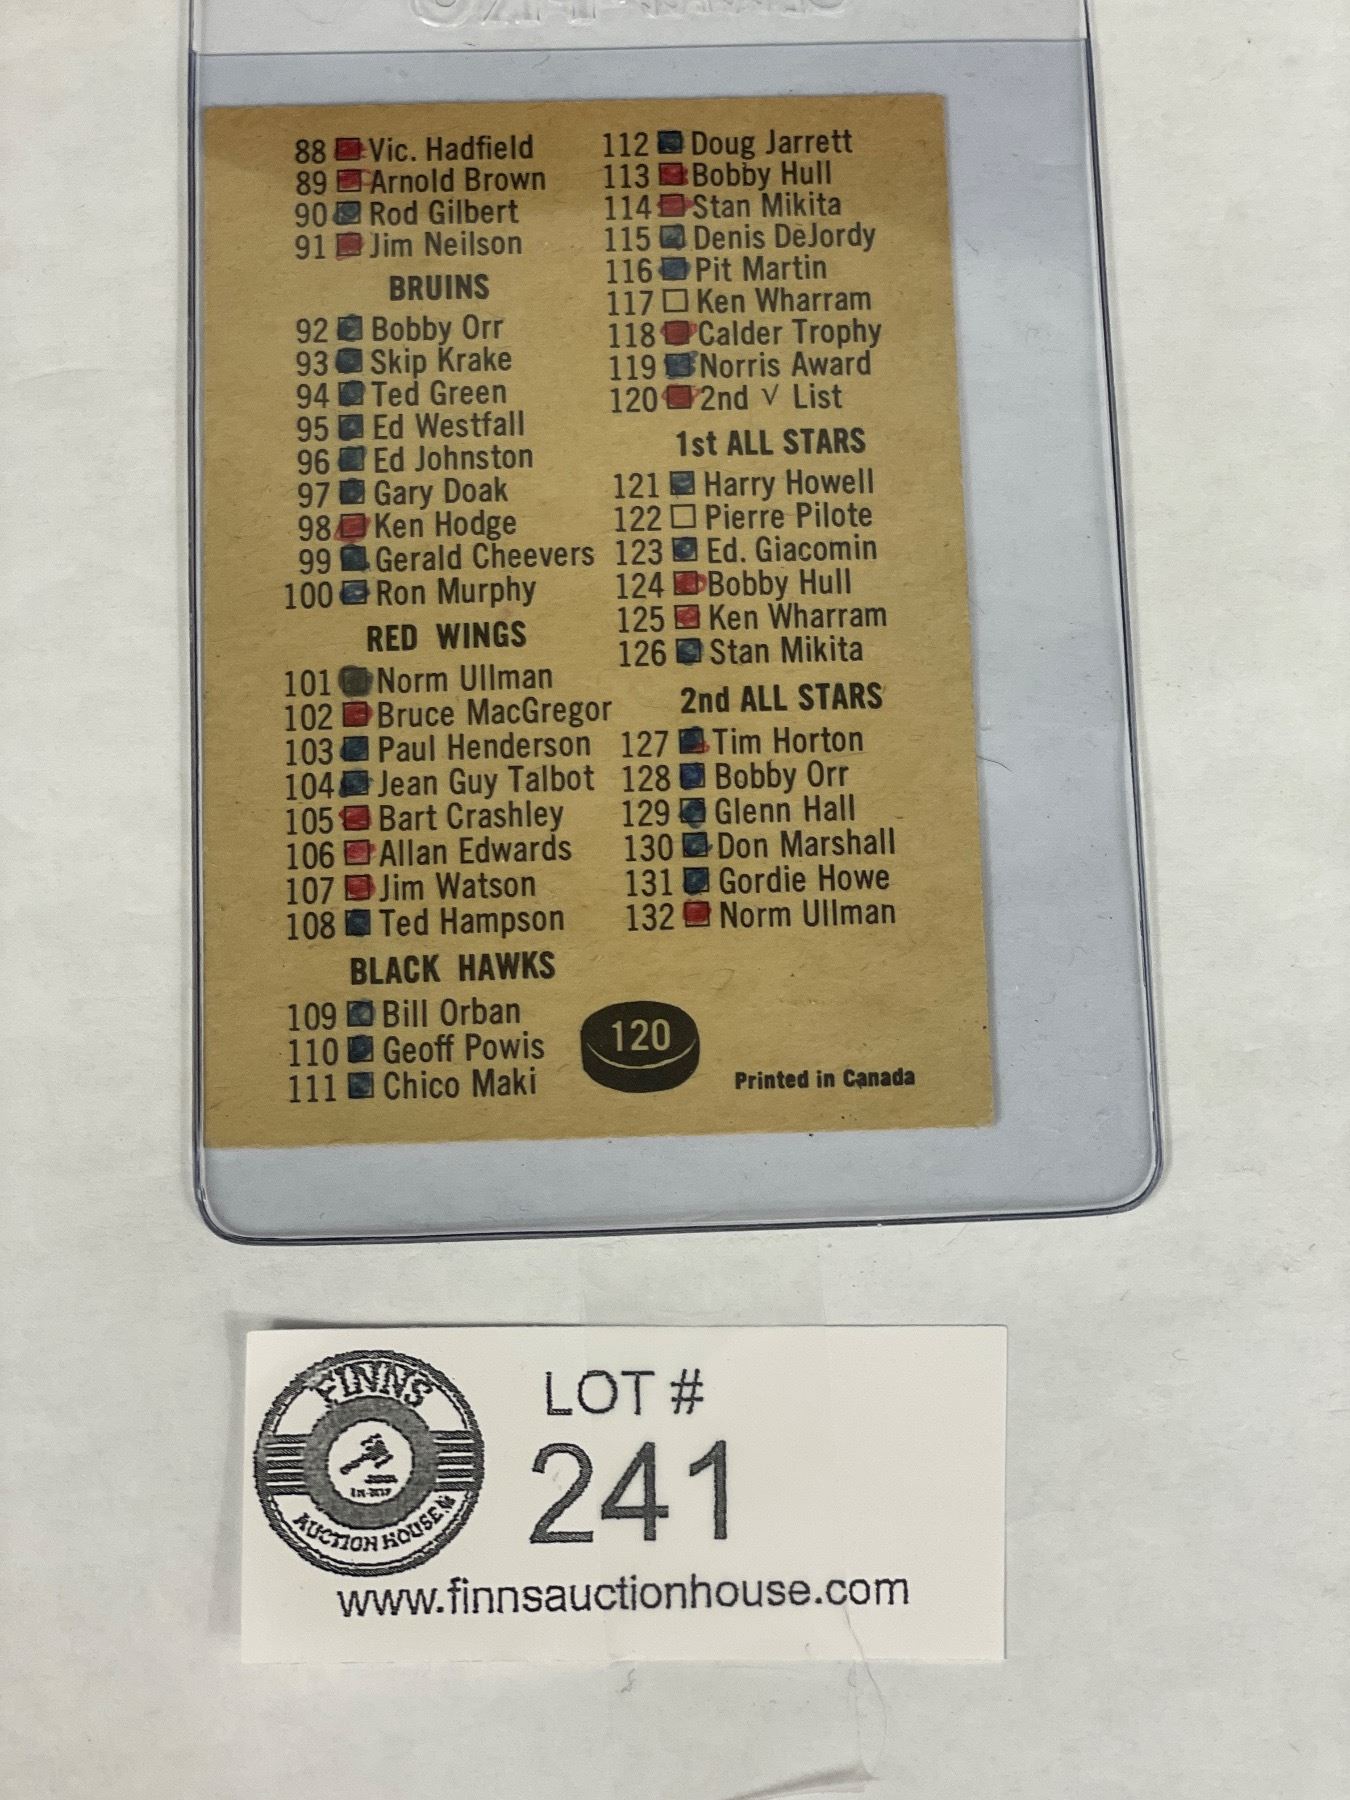 88 Vic. Hadfield
89 Arnold Brown
90 Rod Gilbert
91 Jim Neilson
BRUINS
92 Bobby Orr
93 Skip Krake
94 Ted Green
95 Ed Westfall
96 Ed Johnston
97 Gary Doak
98 Ken Hodge
99 Gerald Cheevers
100 Ron Murphy
RED WINGS
101 Norm Ullman
102 Bruce MacGregor
103 Paul Henderson
104 Jean Guy Talbot
105 Bart Crashley
106 Allan Edwards
107 Jim Watson
108 Ted Hampson
BLACK HAWKS
109 Bill Orban
110 Geoff Powis
111 Chico Maki
112 Doug Jarrett
113 Bobby Hull
114 Stan Mikita
115 Denis DeJordy
116 Pit Martin
117 Ken Wharram
118 Calder Trophy
119 Norris Award
120 2nd √ List
1st ALL STARS
121 Harry Howell
122 Pierre Pilote
123 Ed. Giacomin
124 Bobby Hull
125 Ken Wharram
126 Stan Mikita
2nd ALL STARS
127 Tim Horton
128 Bobby Orr
129 Glenn Hall
130 Don Marshall
131 Gordie Howe
132 Norm Ullman
120
Printed in Canada
FINNS
AUCTION HOUSE
LOT #
241
www.finnsauctionhouse.com